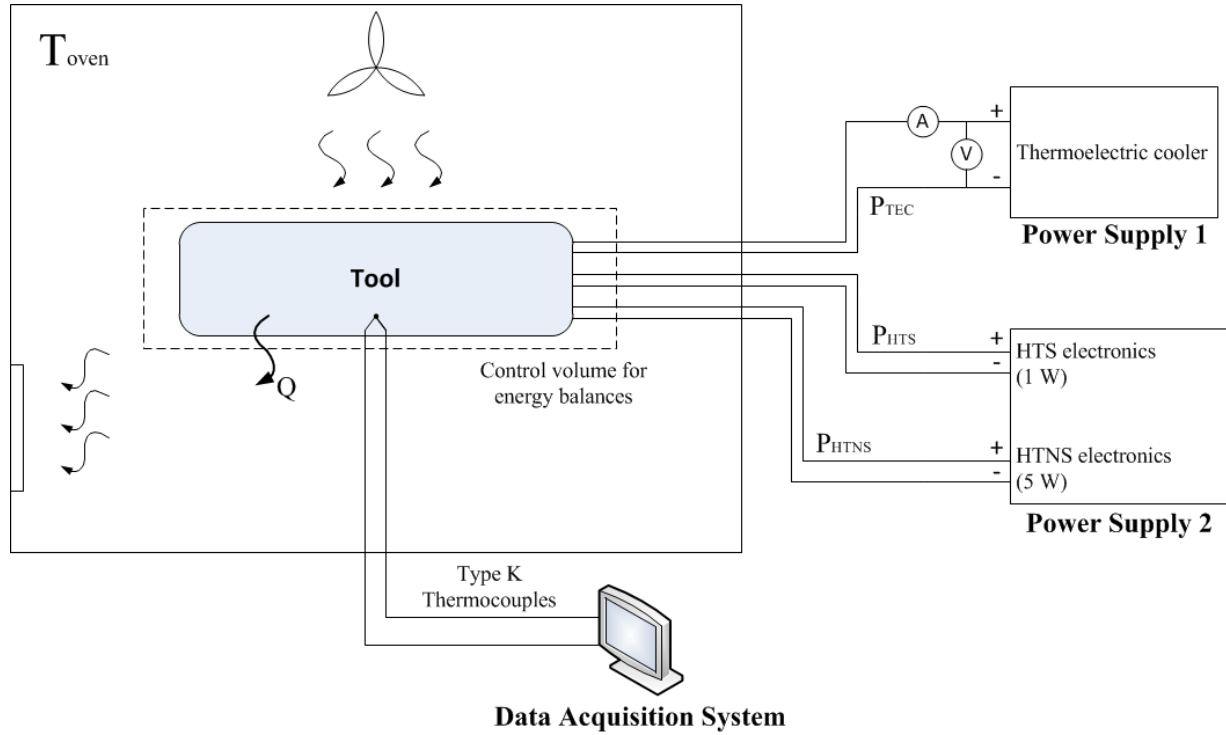 Toven
A
+
Thermoelectric cooler
V
-
PTEC
Power Supply 1
Tool
PHTS
+
HTS electronics
-
(1 W)
Q
Control volume for
energy balances
PHTNS
+
HTNS electronics
-
(5 W)
Power Supply 2
Type K
Thermocouples
Data Acquisition System